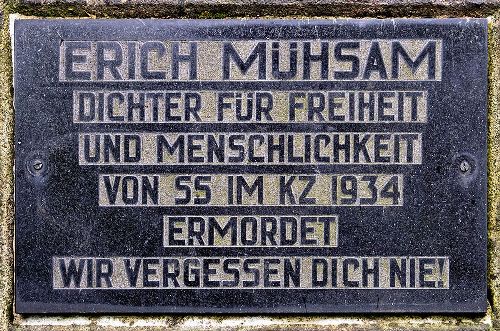 ERICH MÜHSAM
DICHTER FÜR FREIHEIT
UND MENSCHLICHKEIT
VON SS IM KZ 1934
ERMORDET
WIR VERGESSEN DICH NIE!